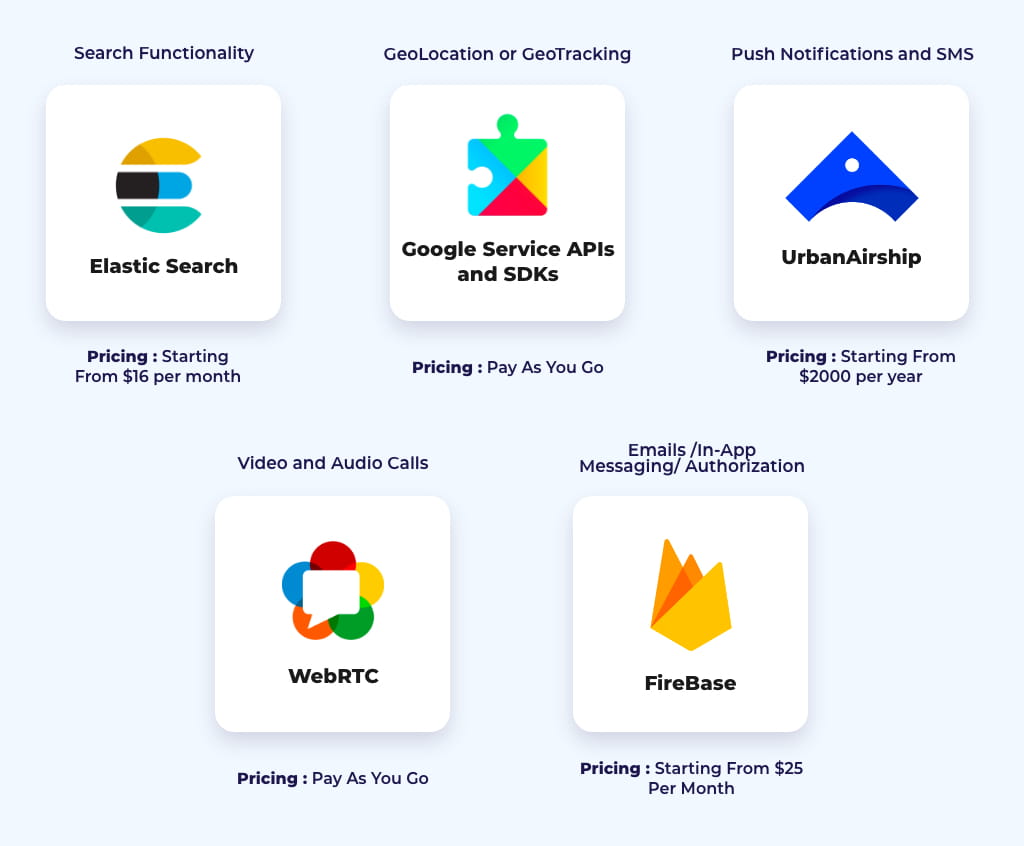 Search Functionality
Elastic Search
Pricing : Starting
From $16 per month
GeoLocation or GeoTracking
Google Service APIs
and SDKs
Pricing : Pay As You Go
Push Notifications and SMS
UrbanAirship
Pricing : Starting From
$2000 per year
Video and Audio Calls
WebRTC
Pricing : Pay As You Go
Emails /In-App
Messaging/ Authorization
FireBase
Pricing : Starting From $25
Per Month